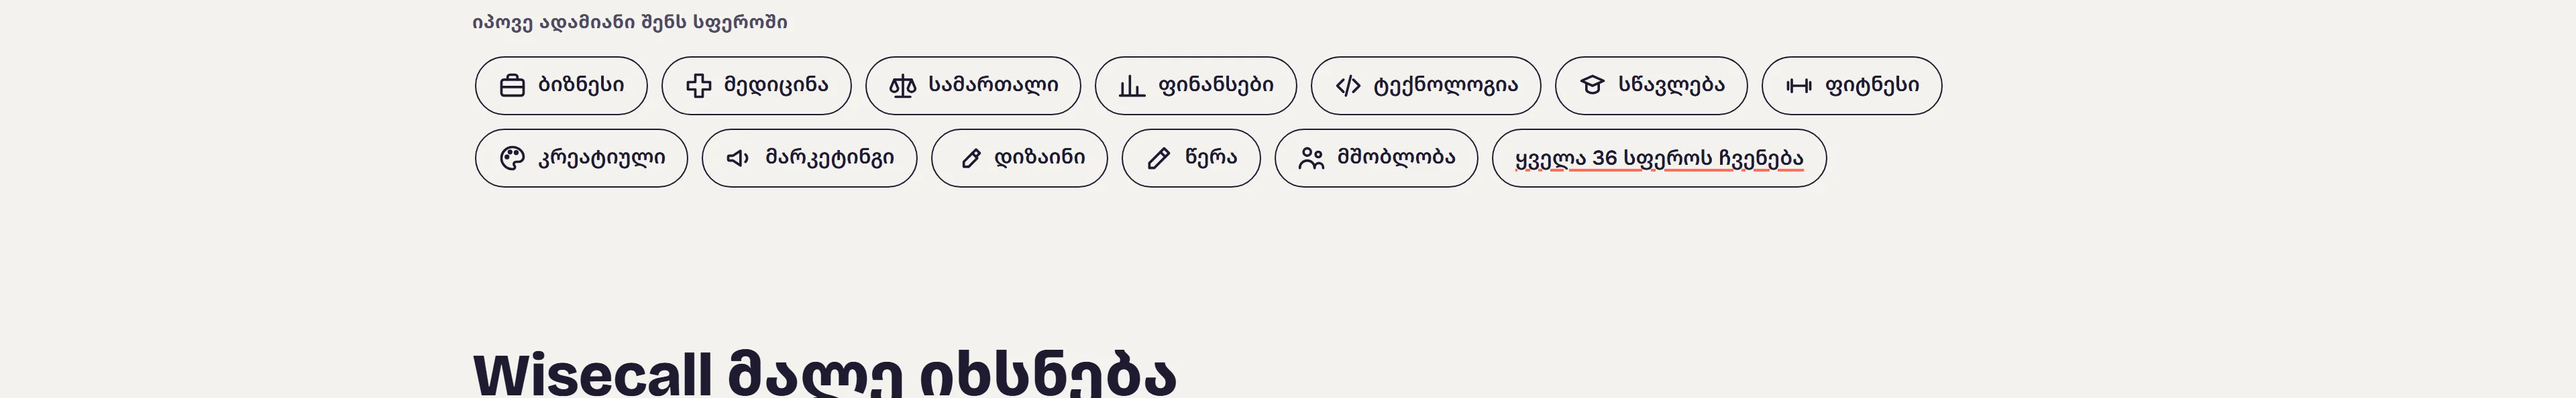 იპოვე ადამიანი შენს სფეროში
ბიზნესი მედიცინა სამართალი ფინანსები ტექნოლოგია სწავლება ფიტნესი
კრეატიული მარკეტინგი დიზაინი წერა მშობლობა ყველა 36 სფეროს ჩვენება
Wisecall მალე იხსნება